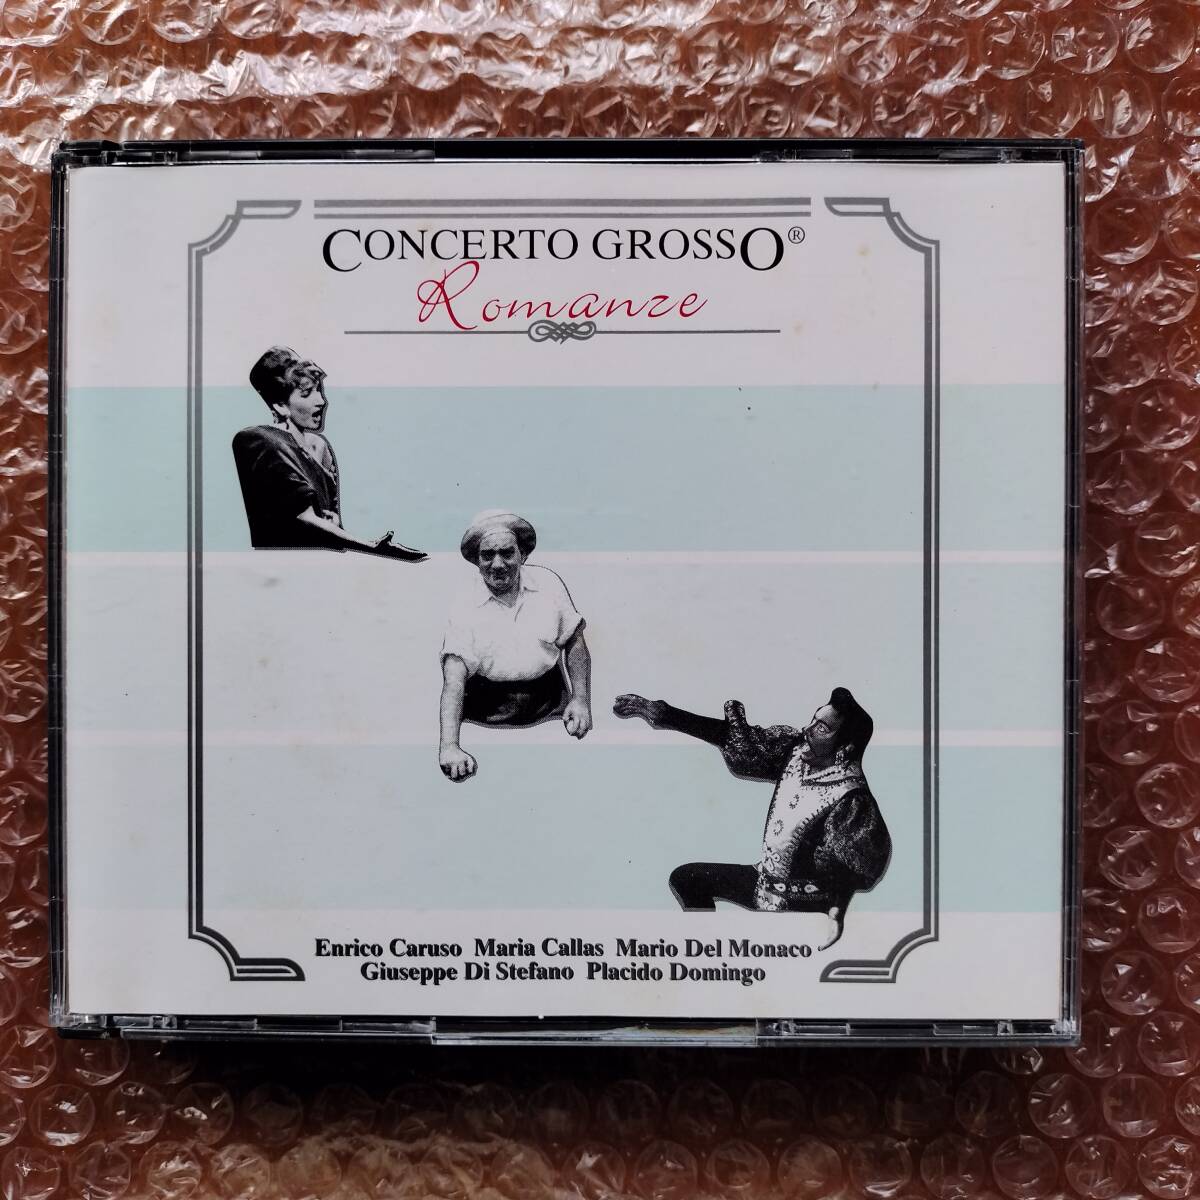 CONCERTO GROSSO®
Romanze
Enrico Caruso Maria Callas Mario Del Monaco
Giuseppe Di Stefano Placido Domingo